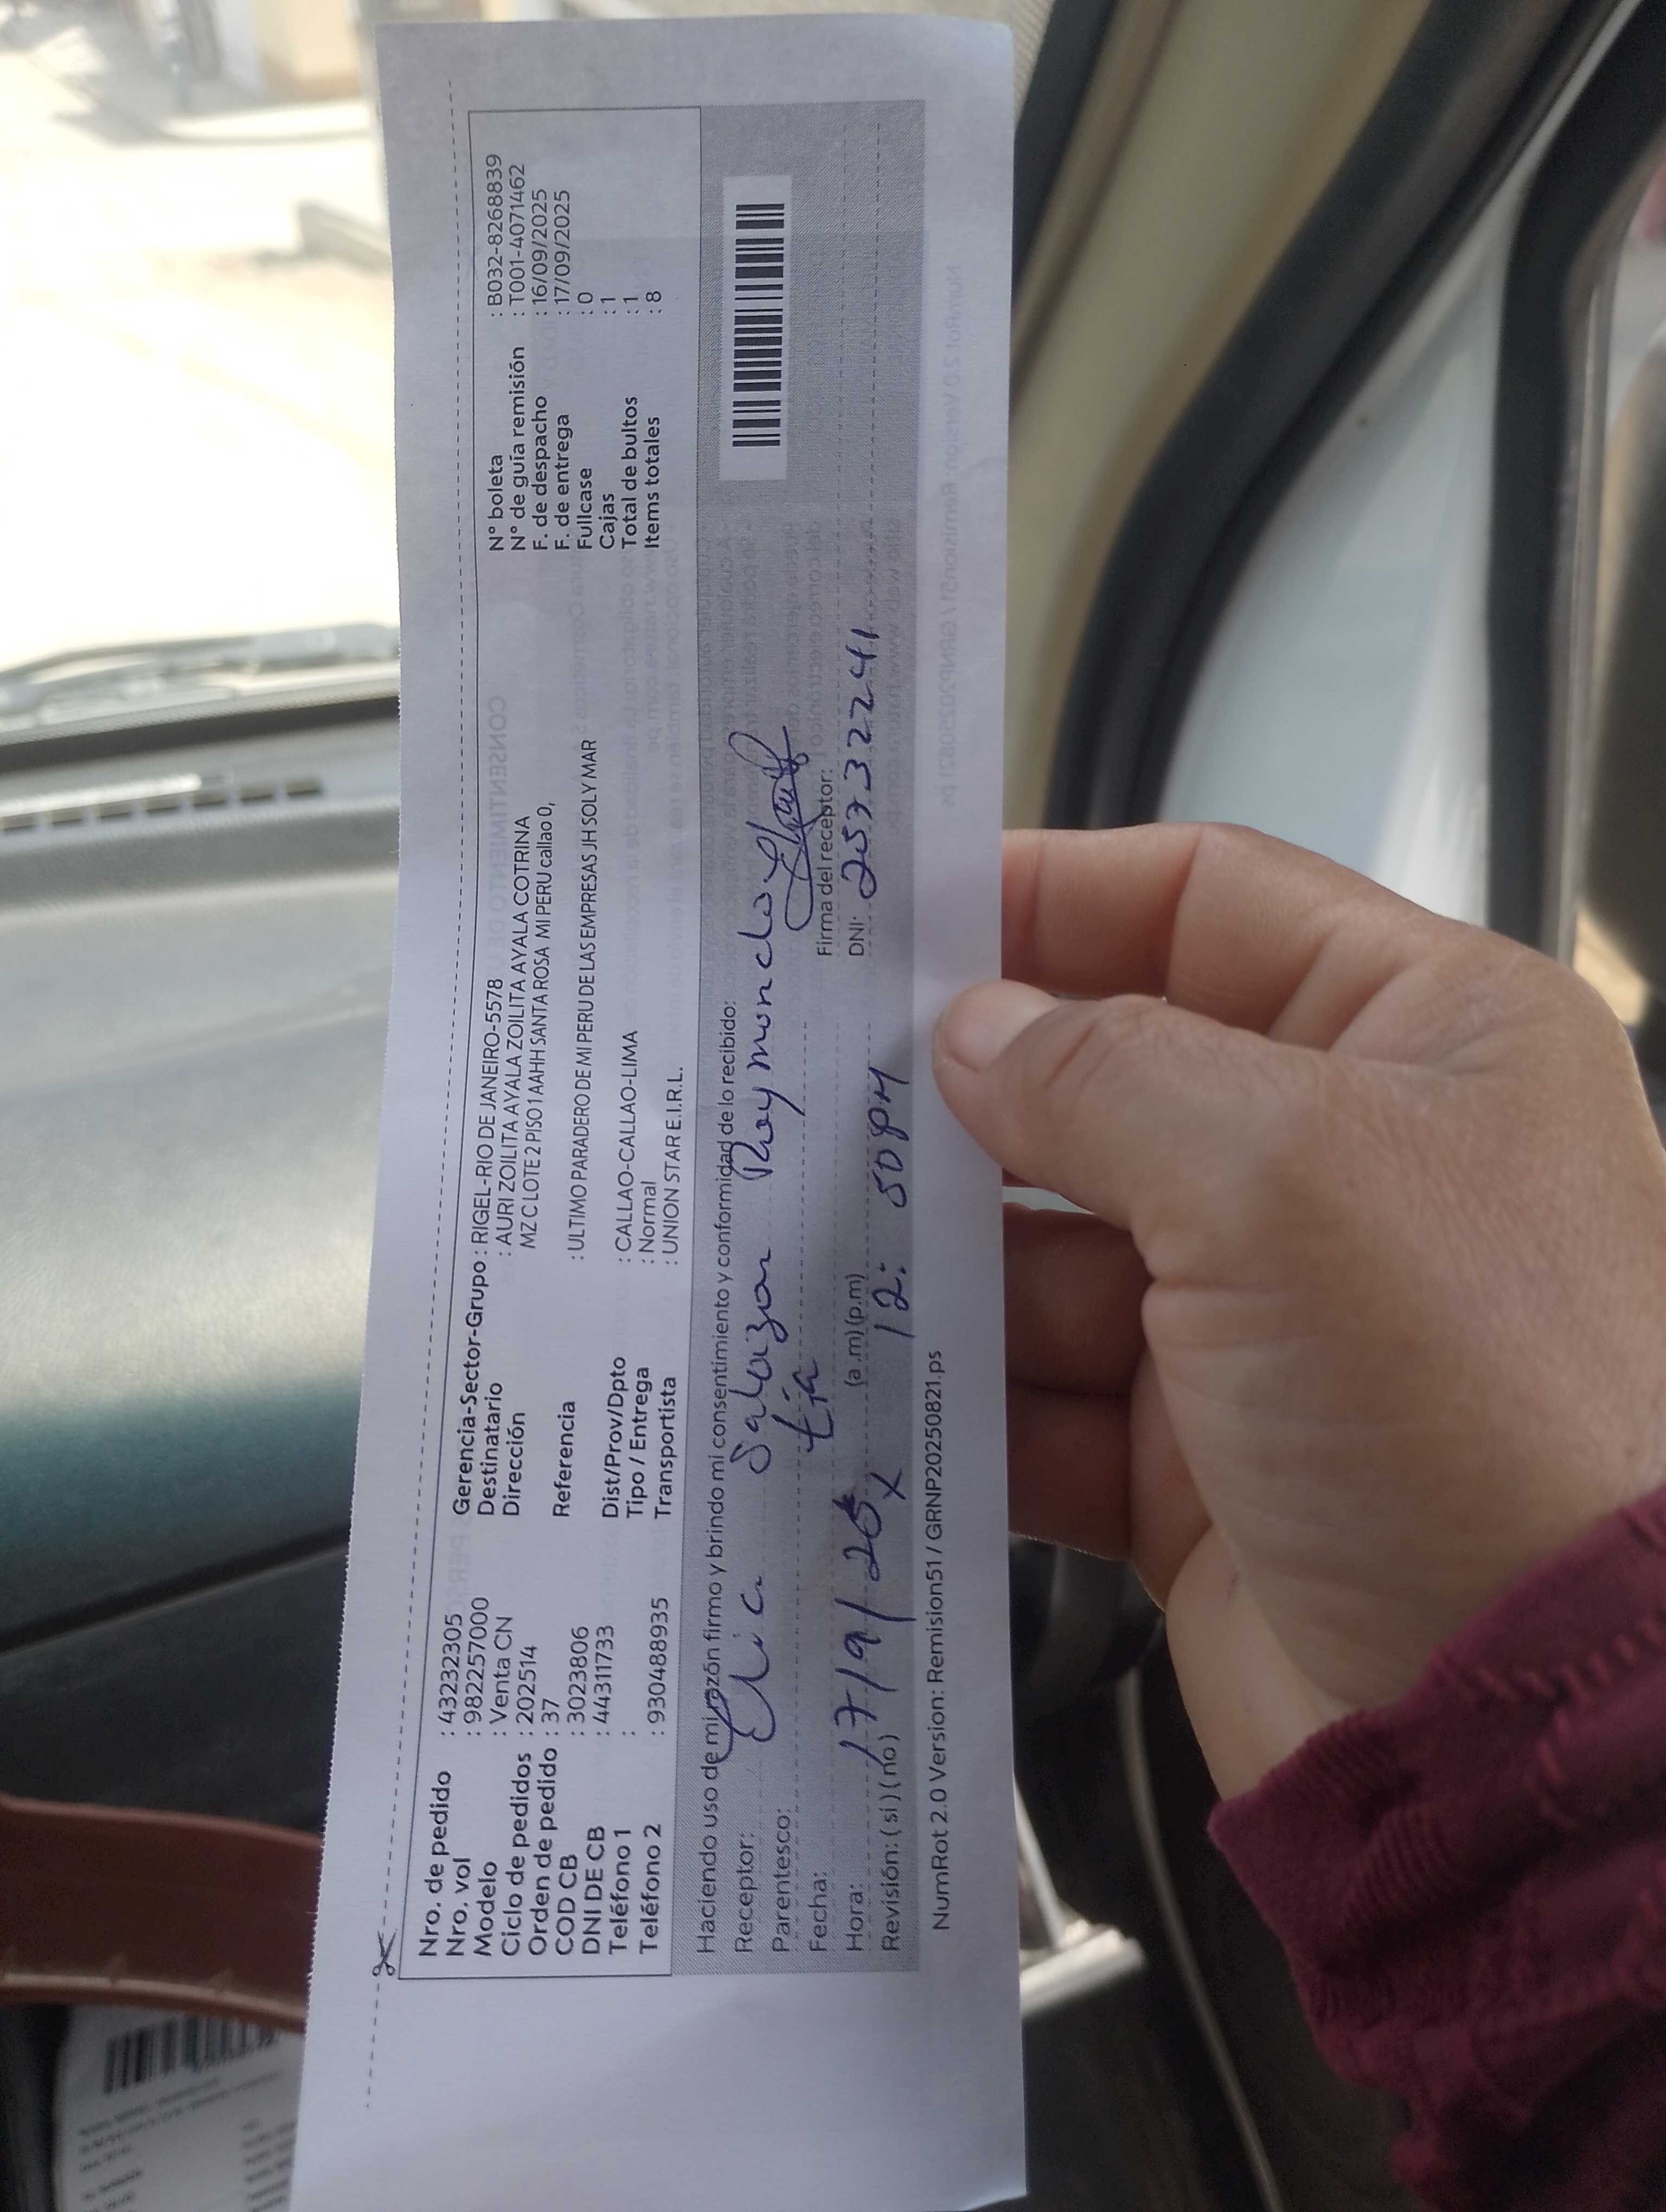 Nro. de pedido : 43232305
Nro. vol : 982257000
Modelo : Venta CN
Ciclo de pedidos : 202514
Orden de pedido : 37
COD CB : 3023806
DNI DE CB : 44311733
Teléfono 1 :
Teléfono 2 : 930488935
Gerencia-Sector-Grupo : RIGEL-RIO DE JANEIRO-5578
Destinatario : AURI ZOILITA AYALA ZOILITA AYALA COTRINA
Dirección MZ C LOTE 2 PISO 1 AAHH SANTA ROSA MI PERU callao 0,
Referencia : ULTIMO PARADERO DE MI PERU DE LAS EMPRESAS JH SOL Y MAR
Dist/Prov/Dpto : CALLAO-CALLAO-LIMA
Tipo / Entrega : Normal
Transportista : UNION STAR E.I.R.L.
N° boleta : B032-8268839
N° de guía remisión : T001-4071462
F. de despacho : 16/09/2025
F. de entrega : 17/09/2025
Fullcase : 0
Cajas : 1
Total de bultos : 1
Items totales : 8
Haciendo uso de mi razón firmo y brindo mi consentimiento y conformidad de lo recibido:
Receptor: Salazar Reymondo
Parentesco: tía
Fecha: 17/9/25
Hora: (a.m) (p.m) 12:50 PM
Revisión: (si) (no) x
Firma del receptor:
DNI: 25733224
NumRot 2.0 Version: Remision51 / GRNP20250821.ps